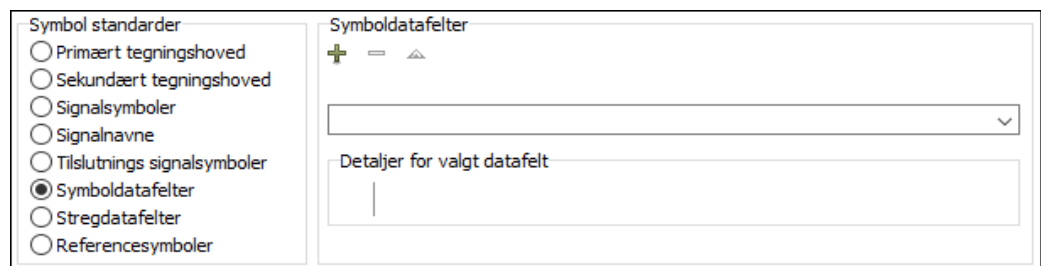 Symbol standarder
Primært tegningshoved
Sekundært tegningshoved
Signalsymboler
Signalnavne
Tilslutnings signalsymboler
Symboldatafelter
Stregdatafelter
Referencesymboler
Symboldatafelter
Detaljer for valgt datafelt